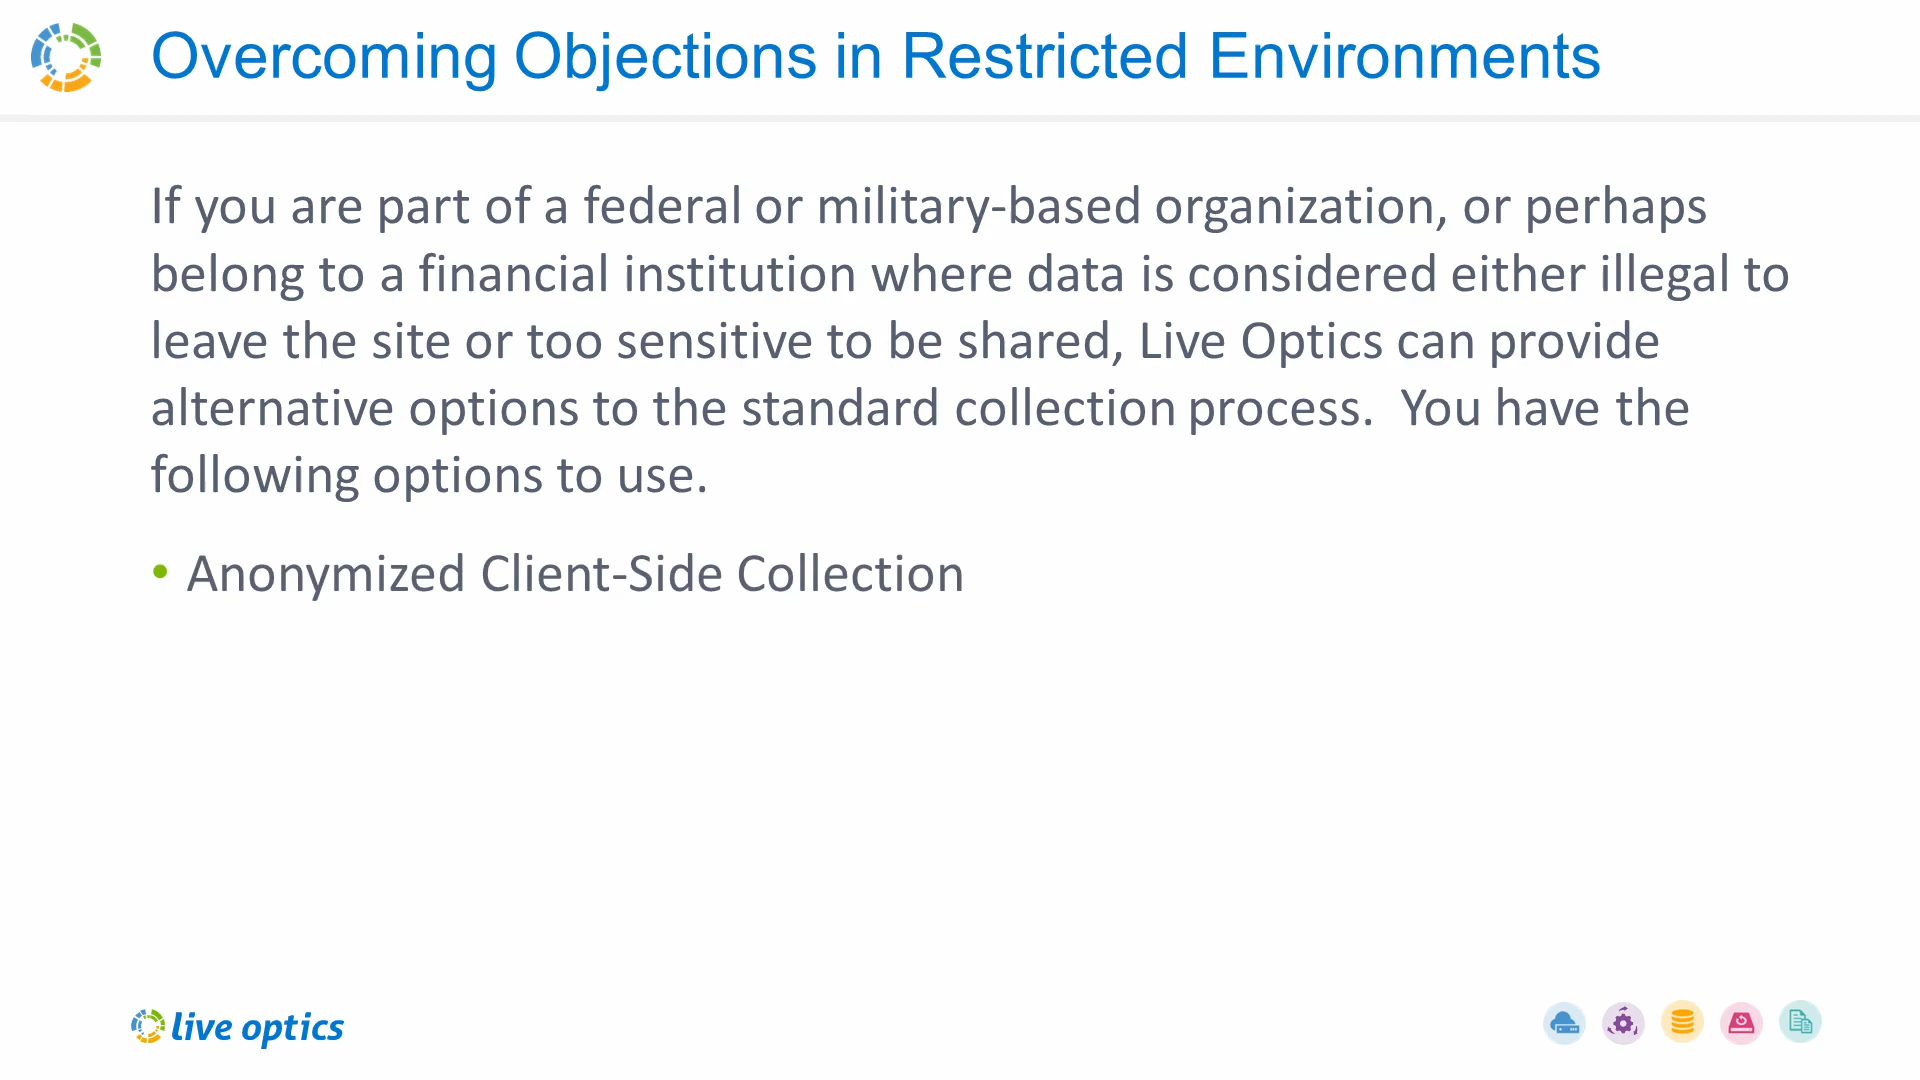 Overcoming Objections in Restricted Environments
If you are part of a federal or military-based organization, or perhaps
belong to a financial institution where data is considered either illegal to
leave the site or too sensitive to be shared, Live Optics can provide
alternative options to the standard collection process.  You have the
following options to use.
• Anonymized Client-Side Collection
live optics